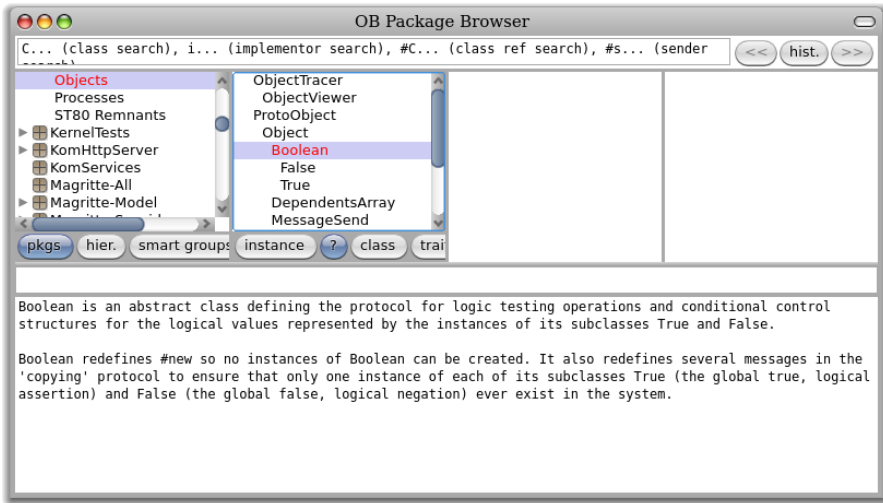 OB Package Browser
C... (class search), i... (implementor search), #C... (class ref search), #s... (sender
search)
<< hist. >>
Objects
Processes
ST80 Remnants
KernelTests
KomHttpServer
KomServices
Magritte-All
Magritte-Model
ObjectTracer
ObjectViewer
ProtoObject
Object
Boolean
False
True
DependentsArray
MessageSend
pkgs hier. smart groups instance ? class trai
Boolean is an abstract class defining the protocol for logic testing operations and conditional control
structures for the logical values represented by the instances of its subclasses True and False.
Boolean redefines #new so no instances of Boolean can be created. It also redefines several messages in the
'copying' protocol to ensure that only one instance of each of its subclasses True (the global true, logical
assertion) and False (the global false, logical negation) ever exist in the system.